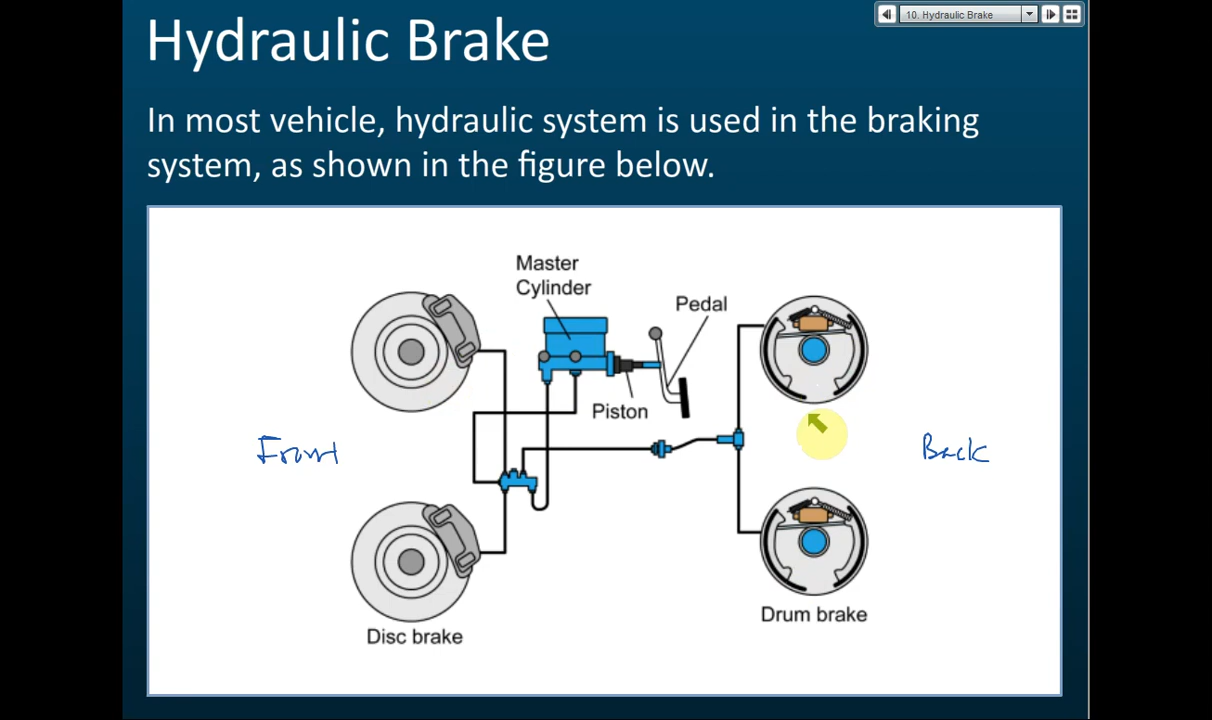 10. Hydraulic Brake
Hydraulic Brake
In most vehicle, hydraulic system is used in the braking
system, as shown in the figure below.
Master
Cylinder
Pedal
Piston
Front
Back
Disc brake
Drum brake